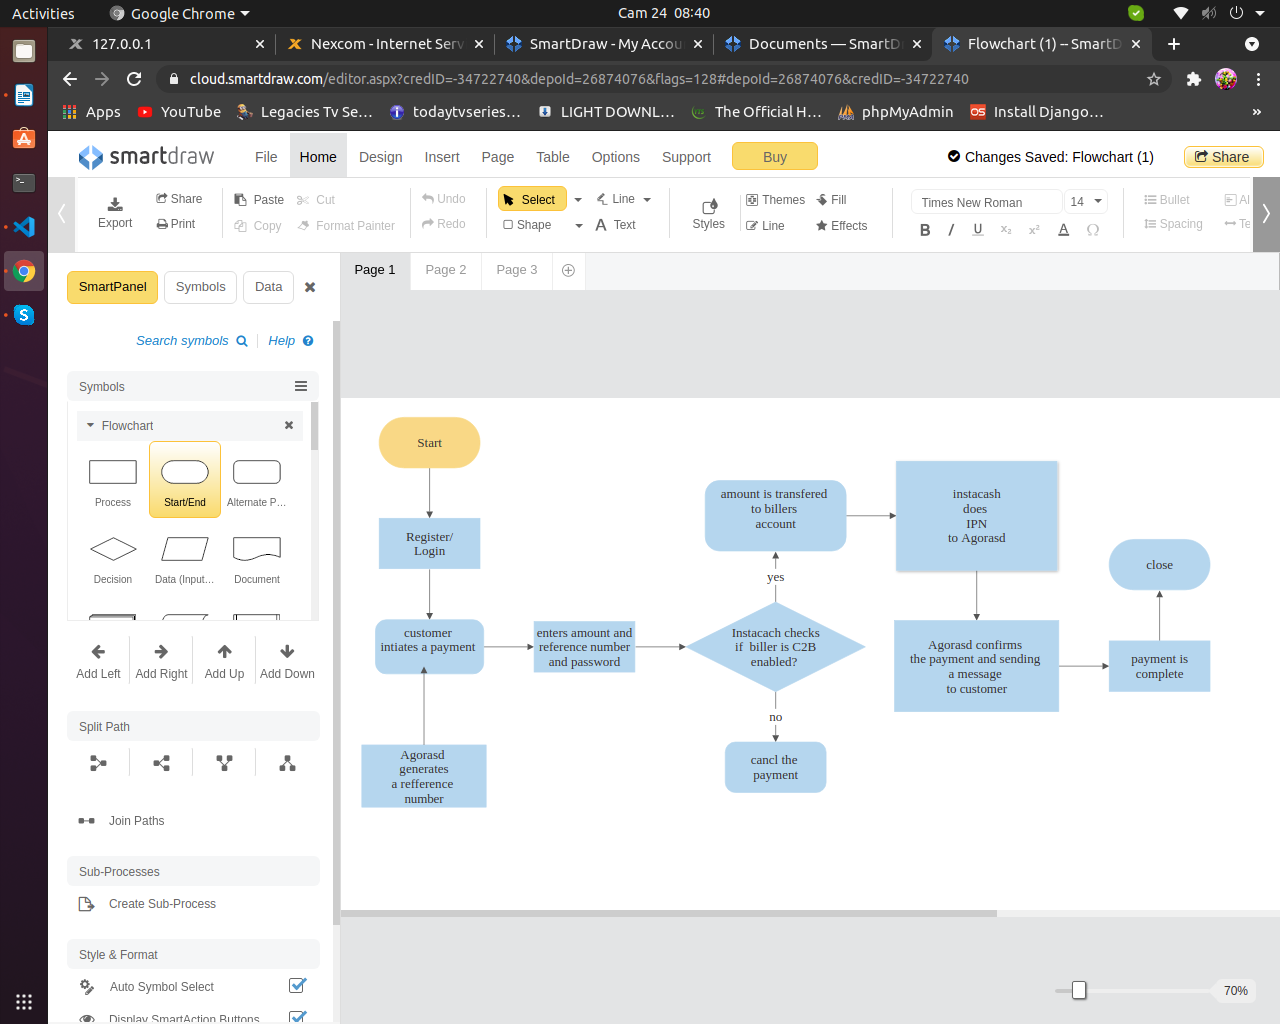 Activities
Google Chrome
Cam 24 08:40
127.0.0.1
Nexcom - Internet Serv
SmartDraw - My Accou
Documents — SmartD
Flowchart (1) -- SmartD
cloud.smartdraw.com/editor.aspx?credID=-34722740&depoId=26874076&flags=128#depoId=26874076&credID=-34722740
Apps
YouTube
Legacies Tv Se...
todaytvseries...
LIGHT DOWNL...
The Official H...
phpMyAdmin
Install Django...
»
smartdraw
File
Home
Design
Insert
Page
Table
Options
Support
Buy
Changes Saved: Flowchart (1)
Share
Export
Share
Print
Paste
Cut
Copy
Format Painter
Undo
Redo
Select
Line
Shape
Text
Styles
Themes
Fill
Line
Effects
Times New Roman
14
B
I
U
x₂
x²
A
Ω
Bullet
Spacing
Al
Te
SmartPanel
Symbols
Data
Page 1
Page 2
Page 3
Search symbols
Help
Symbols
Flowchart
Process
Start/End
Alternate P...
Decision
Data (Input...
Document
Add Left
Add Right
Add Up
Add Down
Split Path
Join Paths
Sub-Processes
Create Sub-Process
Style & Format
Auto Symbol Select
Display SmartAction Buttons
Start
Register/
Login
customer
intiates a payment
Agorasd
generates
a refference
number
enters amount and
reference number
and password
Instacach checks
if biller is C2B
enabled?
yes
no
amount is transfered
to billers
account
cancl the
payment
instacash
does
IPN
to Agorasd
Agorasd confirms
the payment and sending
a message
to customer
payment is
complete
close
70%